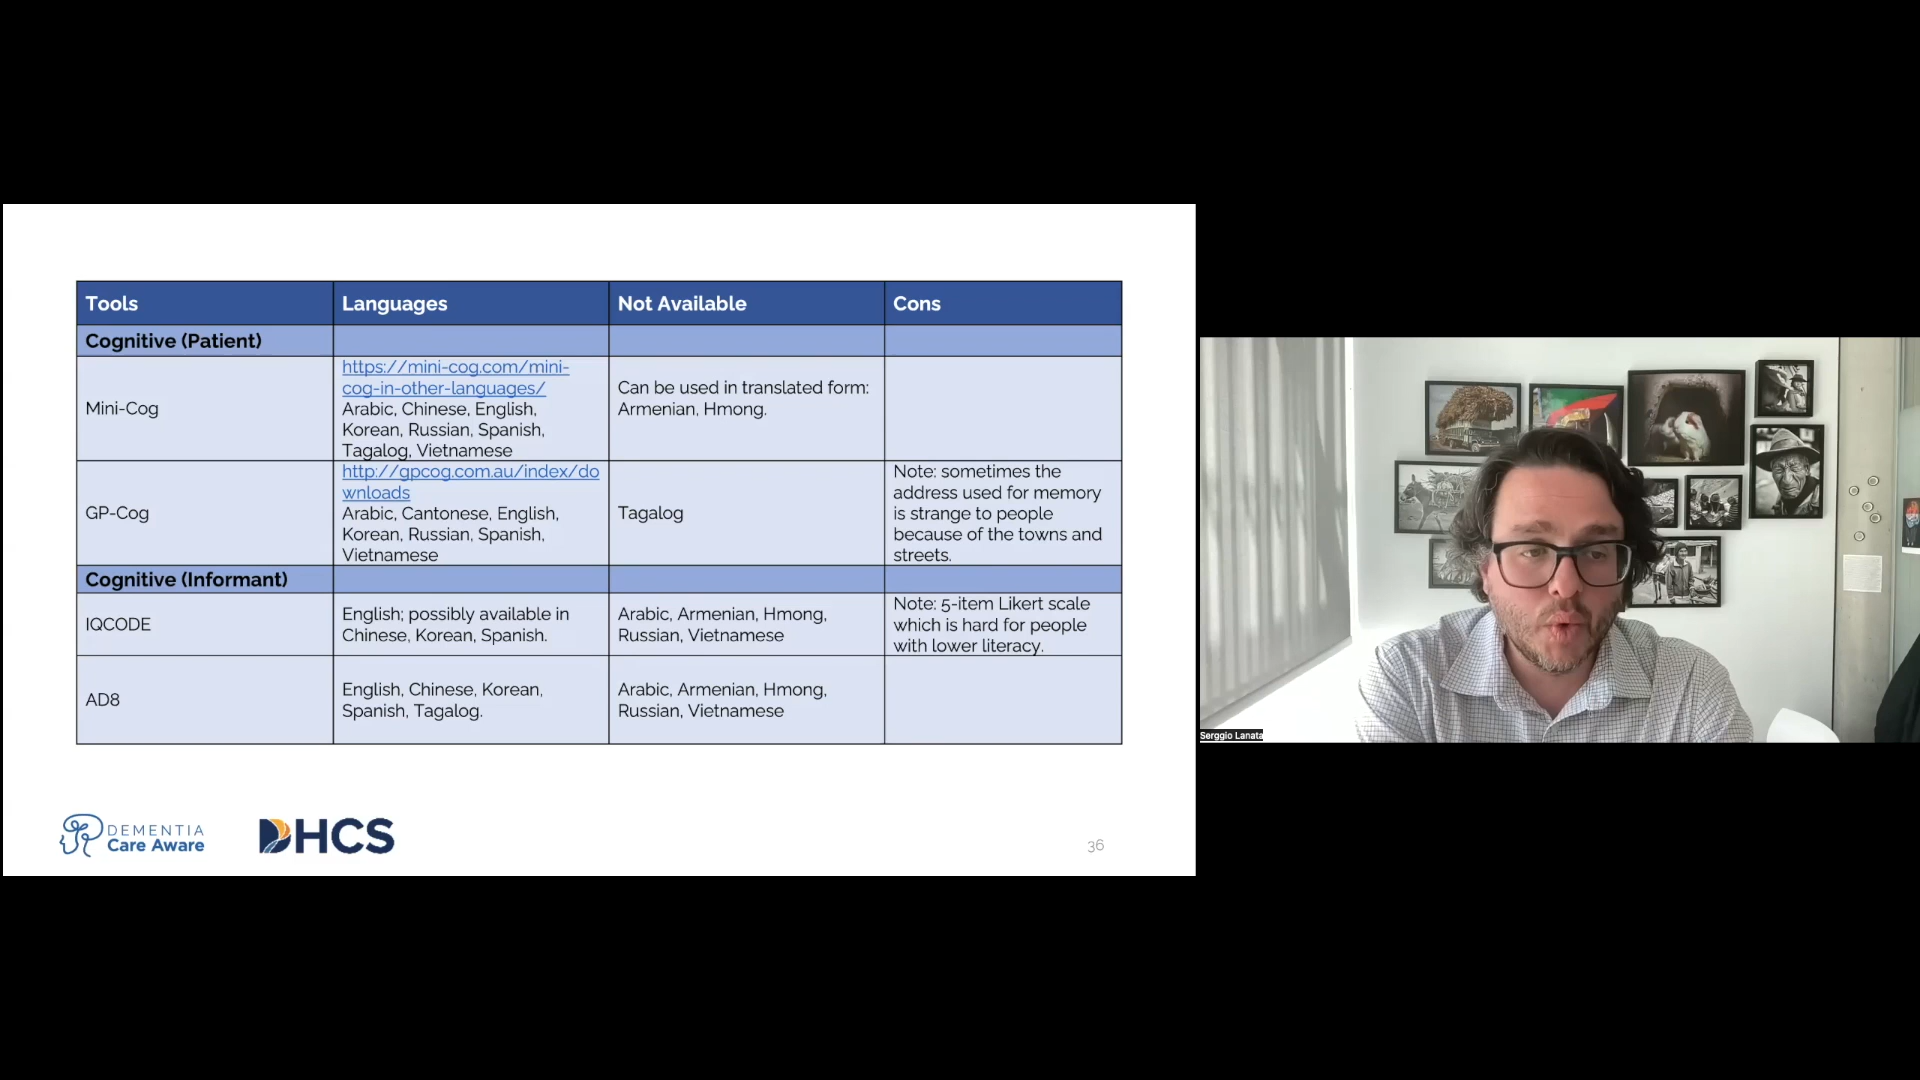 Tools Languages Not Available Cons
Cognitive (Patient)
Mini-Cog
https://mini-cog.com/mini-
cog-in-other-languages/
Arabic, Chinese, English,
Korean, Russian, Spanish,
Tagalog, Vietnamese
Can be used in translated form:
Armenian, Hmong.
GP-Cog
http://gpcog.com.au/index/do
wnloads
Arabic, Cantonese, English,
Korean, Russian, Spanish,
Vietnamese
Tagalog
Note: sometimes the
address used for memory
is strange to people
because of the towns and
streets.
Cognitive (Informant)
IQCODE
English; possibly available in
Chinese, Korean, Spanish.
Arabic, Armenian, Hmong,
Russian, Vietnamese
Note: 5-item Likert scale
which is hard for people
with lower literacy.
AD8
English, Chinese, Korean,
Spanish, Tagalog.
Arabic, Armenian, Hmong,
Russian, Vietnamese
DEMENTIA
Care Aware
DHCS
36
Serggio Lanata